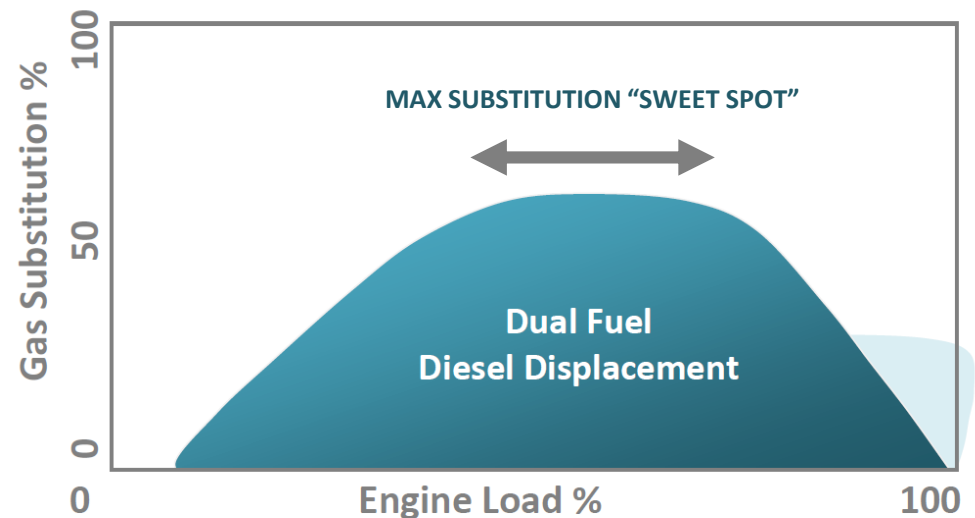 100
MAX SUBSTITUTION “SWEET SPOT”
Gas Substitution %
50
Dual Fuel
Diesel Displacement
0
0
Engine Load %
100